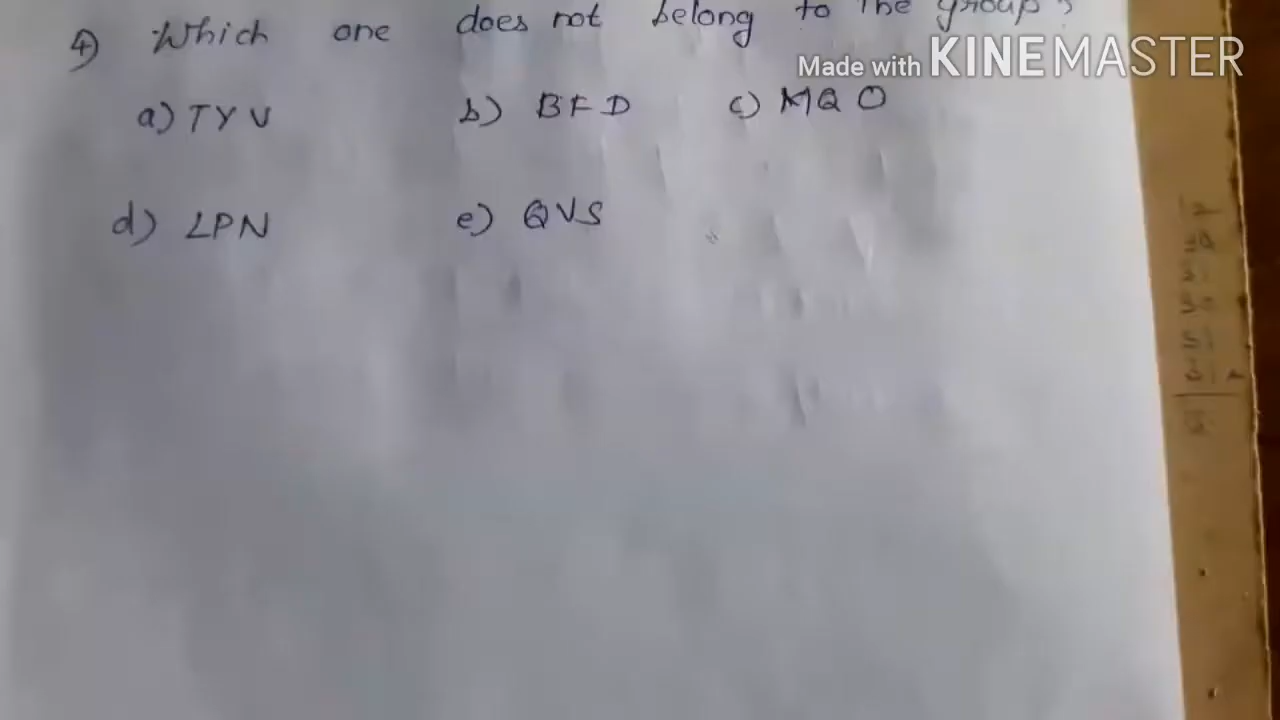 4) Which one does not belong to the group?
Made with KINEMASTER
a) TYV b) BFD c) MQO
d) LPN e) QVS